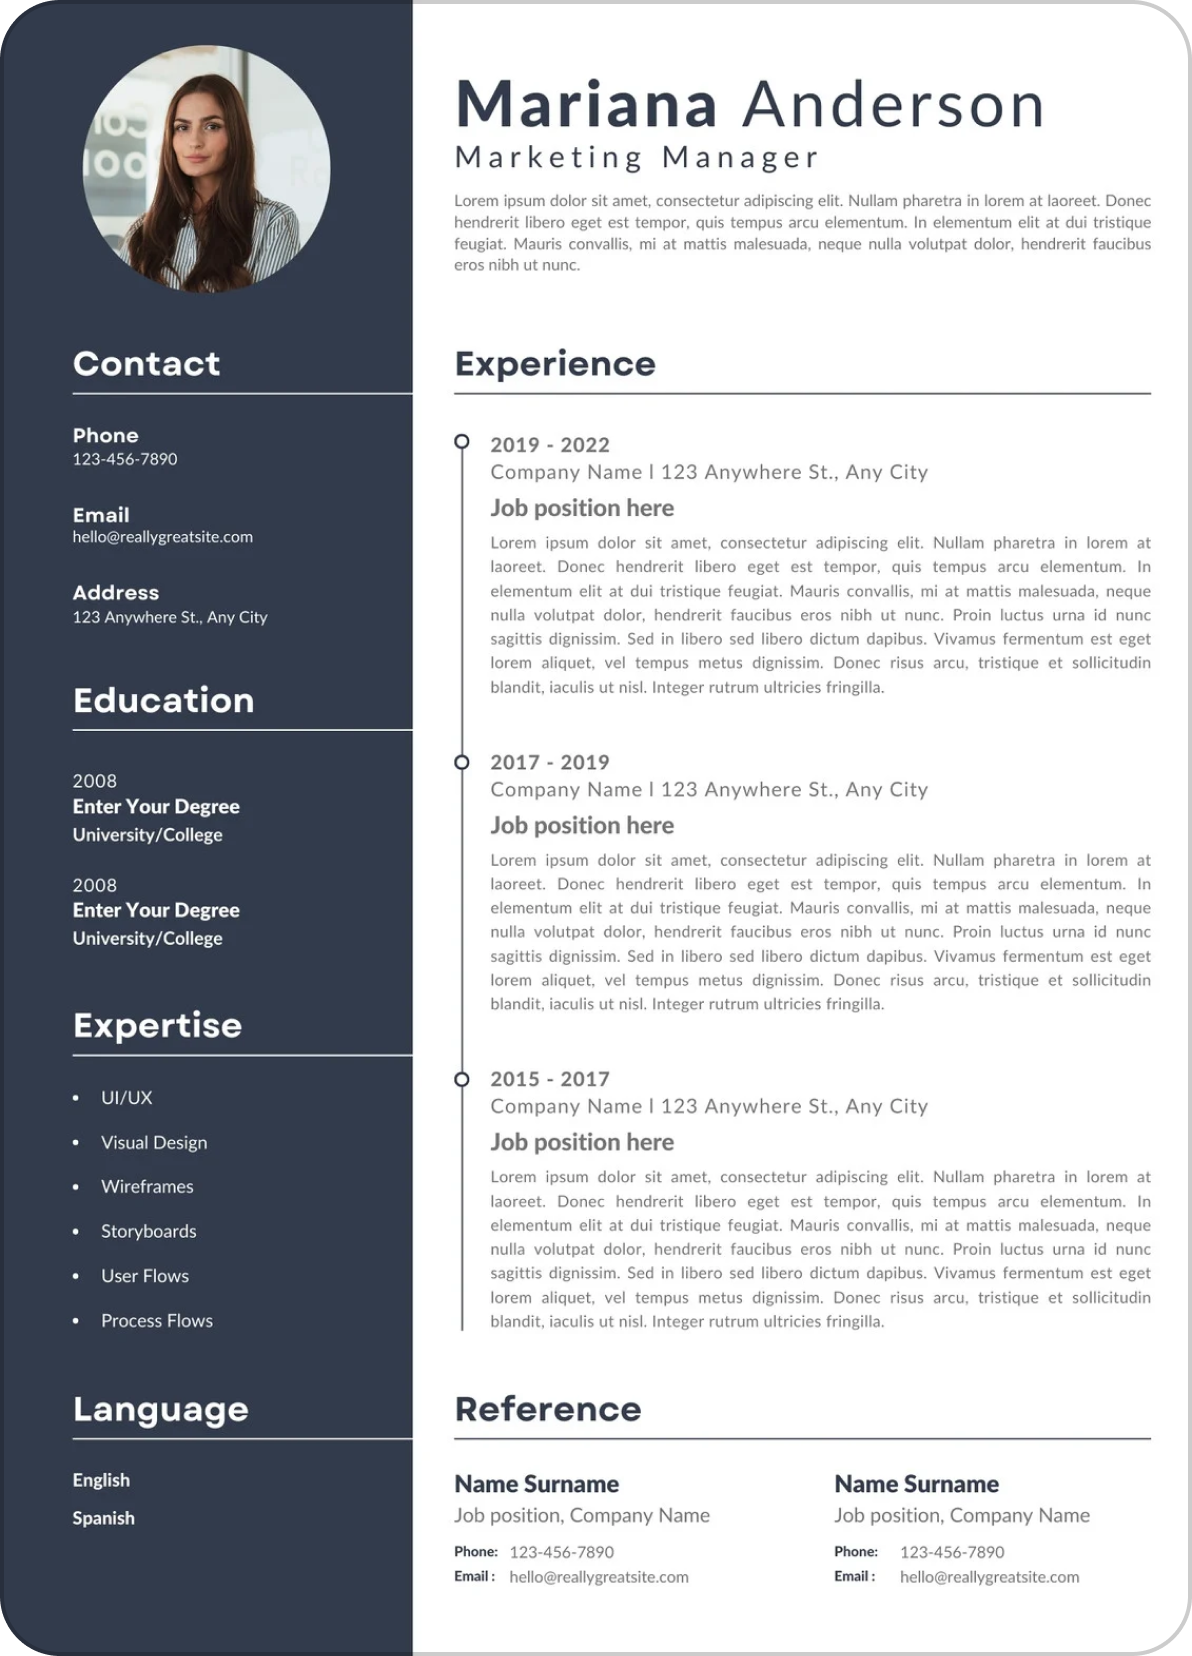 Mariana Anderson
Marketing Manager
Lorem ipsum dolor sit amet, consectetur adipiscing elit. Nullam pharetra in lorem at laoreet. Donec
hendrerit libero eget est tempor, quis tempus arcu elementum. In elementum elit at dui tristique
feugiat. Mauris convallis, mi at mattis malesuada, neque nulla volutpat dolor, hendrerit faucibus
eros nibh ut nunc.
Contact
Phone
123-456-7890
Email
hello@reallygreatsite.com
Address
123 Anywhere St., Any City
Education
2008
Enter Your Degree
University/College
2008
Enter Your Degree
University/College
Expertise
• UI/UX
• Visual Design
• Wireframes
• Storyboards
• User Flows
• Process Flows
Language
English
Spanish
Experience
2019 - 2022
Company Name l 123 Anywhere St., Any City
Job position here
Lorem ipsum dolor sit amet, consectetur adipiscing elit. Nullam pharetra in lorem at
laoreet. Donec hendrerit libero eget est tempor, quis tempus arcu elementum. In
elementum elit at dui tristique feugiat. Mauris convallis, mi at mattis malesuada, neque
nulla volutpat dolor, hendrerit faucibus eros nibh ut nunc. Proin luctus urna id nunc
sagittis dignissim. Sed in libero sed libero dictum dapibus. Vivamus fermentum est eget
lorem aliquet, vel tempus metus dignissim. Donec risus arcu, tristique et sollicitudin
blandit, iaculis ut nisl. Integer rutrum ultricies fringilla.
2017 - 2019
Company Name l 123 Anywhere St., Any City
Job position here
Lorem ipsum dolor sit amet, consectetur adipiscing elit. Nullam pharetra in lorem at
laoreet. Donec hendrerit libero eget est tempor, quis tempus arcu elementum. In
elementum elit at dui tristique feugiat. Mauris convallis, mi at mattis malesuada, neque
nulla volutpat dolor, hendrerit faucibus eros nibh ut nunc. Proin luctus urna id nunc
sagittis dignissim. Sed in libero sed libero dictum dapibus. Vivamus fermentum est eget
lorem aliquet, vel tempus metus dignissim. Donec risus arcu, tristique et sollicitudin
blandit, iaculis ut nisl. Integer rutrum ultricies fringilla.
2015 - 2017
Company Name l 123 Anywhere St., Any City
Job position here
Lorem ipsum dolor sit amet, consectetur adipiscing elit. Nullam pharetra in lorem at
laoreet. Donec hendrerit libero eget est tempor, quis tempus arcu elementum. In
elementum elit at dui tristique feugiat. Mauris convallis, mi at mattis malesuada, neque
nulla volutpat dolor, hendrerit faucibus eros nibh ut nunc. Proin luctus urna id nunc
sagittis dignissim. Sed in libero sed libero dictum dapibus. Vivamus fermentum est eget
lorem aliquet, vel tempus metus dignissim. Donec risus arcu, tristique et sollicitudin
blandit, iaculis ut nisl. Integer rutrum ultricies fringilla.
Reference
Name Surname
Job position, Company Name
Phone: 123-456-7890
Email : hello@reallygreatsite.com
Name Surname
Job position, Company Name
Phone: 123-456-7890
Email : hello@reallygreatsite.com